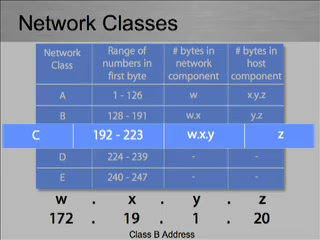 Network Classes
Network Class Range of numbers in first byte # bytes in network component # bytes in host component
A 1 - 126 w x.y.z
B 128 - 191 w.x y.z
C 192 - 223 w.x.y z
D 224 - 239 - -
E 240 - 247 - -
w . x . y . z
172 . 19 . 1 . 20
Class B Address